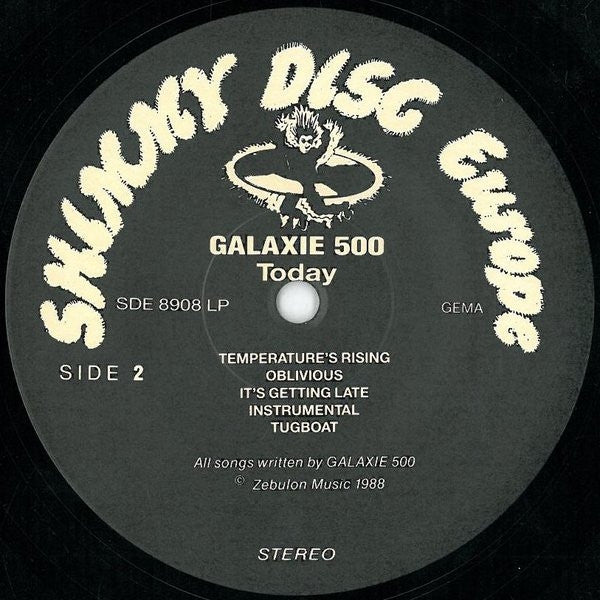 SHIMMY DISC EUROPE
GALAXIE 500
Today
SDE 8908 LP
GEMA
SIDE 2
TEMPERATURE'S RISING
OBLIVIOUS
IT'S GETTING LATE
INSTRUMENTAL
TUGBOAT
All songs written by GALAXIE 500
© Zebulon Music 1988
STEREO